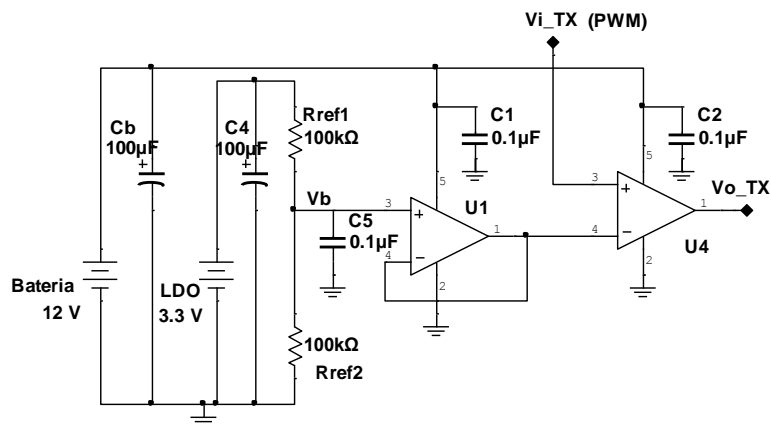 Vi_TX (PWM)
Cb
100µF
+
C4
100µF
+
Rref1
100kΩ
C1
0.1µF
C2
0.1µF
5
5
Vb
3
+
U1
3
+
Vo_TX
1
C5
0.1µF
4
−
1
4
−
U4
2
2
Bateria
12 V
LDO
3.3 V
100kΩ
Rref2